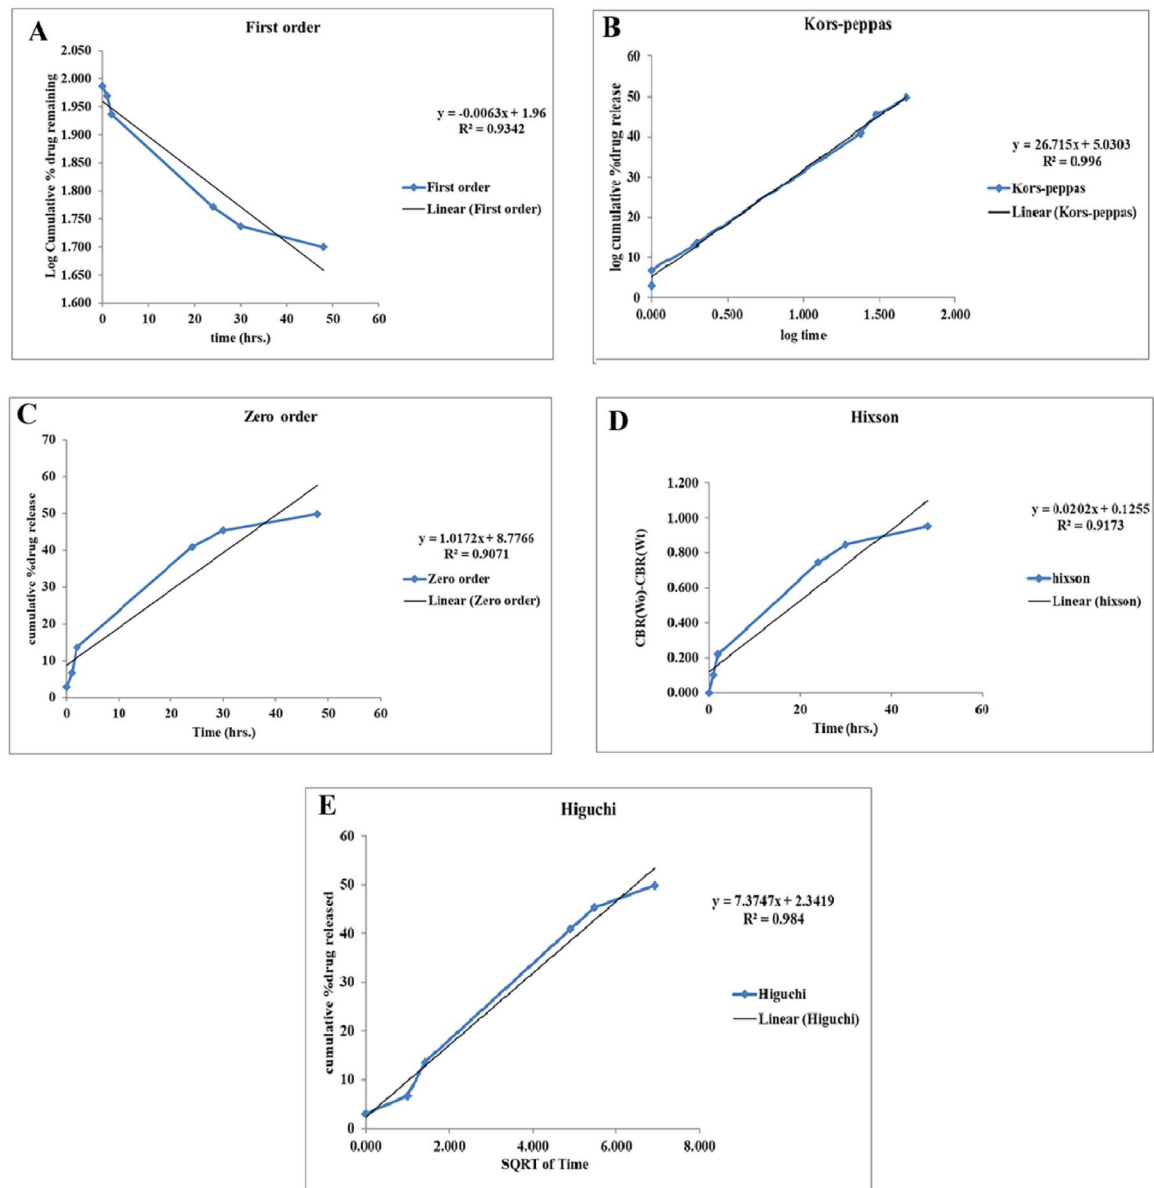 A
First order
2.050
2.000
1.950
1.900
1.850
1.800
1.750
1.700
1.650
1.600
Log Cumulative % drug remaining
0 10 20 30 40 50 60
time (hrs.)
y = -0.0063x + 1.96
R² = 0.9342
First order
Linear (First order)
B
Kors-peppas
60
50
40
30
20
10
0
log cumulative %drug release
0.000 0.500 1.000 1.500 2.000
log time
y = 26.715x + 5.0303
R² = 0.996
Kors-peppas
Linear (Kors-peppas)
C
Zero order
70
60
50
40
30
20
10
0
cumulative %drug release
0 10 20 30 40 50 60
Time (hrs.)
y = 1.0172x + 8.7766
R² = 0.9071
Zero order
Linear (Zero order)
D
Hixson
1.200
1.000
0.800
0.600
0.400
0.200
0.000
CBR(Wo)-CBR(Wt)
0 20 40 60
Time (hrs.)
y = 0.0202x + 0.1255
R² = 0.9173
hixson
Linear (hixson)
E
Higuchi
60
50
40
30
20
10
0
cumulative %drug released
0.000 2.000 4.000 6.000 8.000
SQRT of Time
y = 7.3747x + 2.3419
R² = 0.984
Higuchi
Linear (Higuchi)